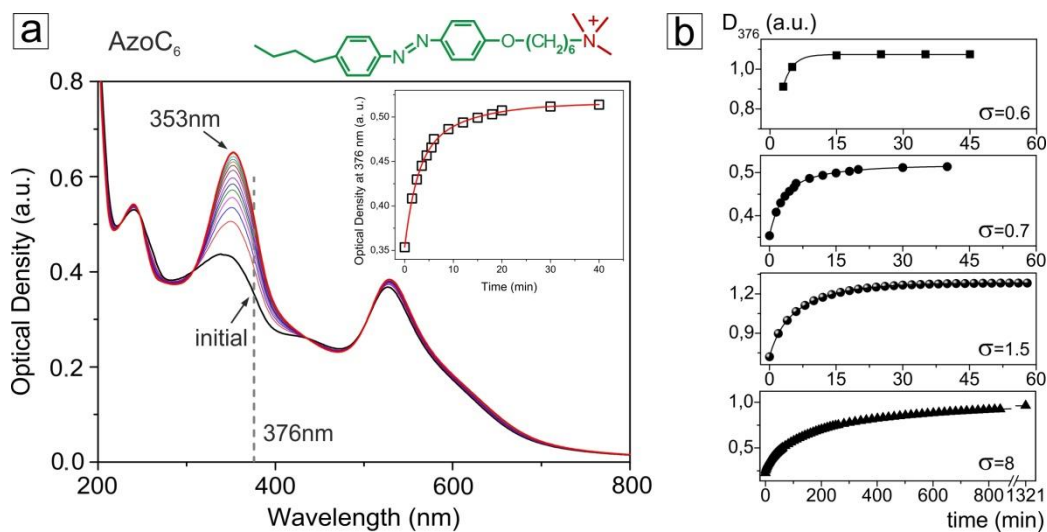 a
AzoC₆
N
N
O
(CH₂)₆
N
+
0.8
0.6
0.4
0.2
0.0
200
400
600
800
Optical Density (a.u.)
Wavelength (nm)
353nm
initial
376nm
0,50
0,45
0,40
0,35
0
10
20
30
40
Optical Density at 376 nm (a. u.)
Time (min)
b
D₃₇₆ (a.u.)
1,0
0,8
0 15 30 45 60
σ=0.6
0,5
0,4
0 15 30 45 60
σ=0.7
1,2
0,9
0 15 30 45 60
σ=1.5
1,0
0,5
0 200 400 600 800 1321
σ=8
time (min)